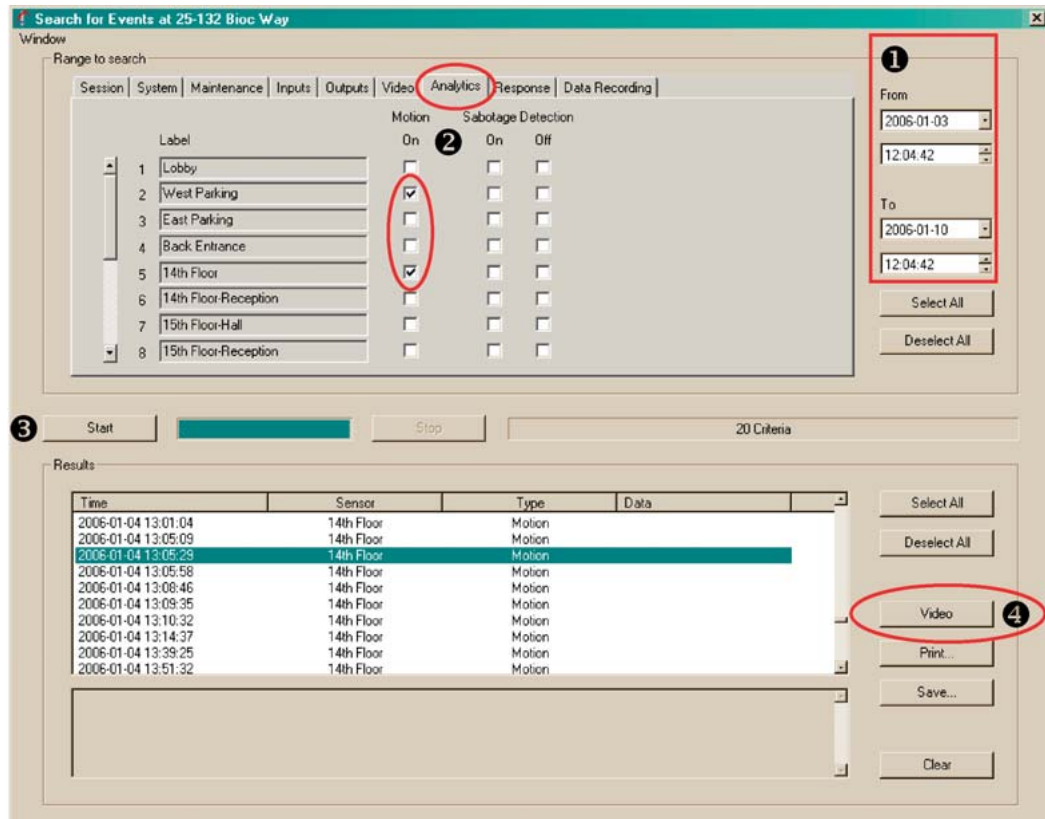 Search for Events at 25-132 Bioc Way
Window
Range to search
Session System Maintenance Inputs Outputs Video Analytics Response Data Recording
Motion Sabotage Detection
Label On ❷ On Off
1 Lobby
2 West Parking
3 East Parking
4 Back Entrance
5 14th Floor
6 14th Floor-Reception
7 15th Floor-Hall
8 15th Floor-Reception
❶
From
2006-01-03
12:04:42
To
2006-01-10
12:04:42
Select All
Deselect All
❸ Start Stop 20 Criteria
Results
Time Sensor Type Data
2006-01-04 13:01:04 14th Floor Motion
2006-01-04 13:05:09 14th Floor Motion
2006-01-04 13:05:29 14th Floor Motion
2006-01-04 13:05:58 14th Floor Motion
2006-01-04 13:08:46 14th Floor Motion
2006-01-04 13:09:35 14th Floor Motion
2006-01-04 13:10:32 14th Floor Motion
2006-01-04 13:14:37 14th Floor Motion
2006-01-04 13:39:25 14th Floor Motion
2006-01-04 13:51:32 14th Floor Motion
Select All
Deselect All
Video ❹
Print...
Save...
Clear